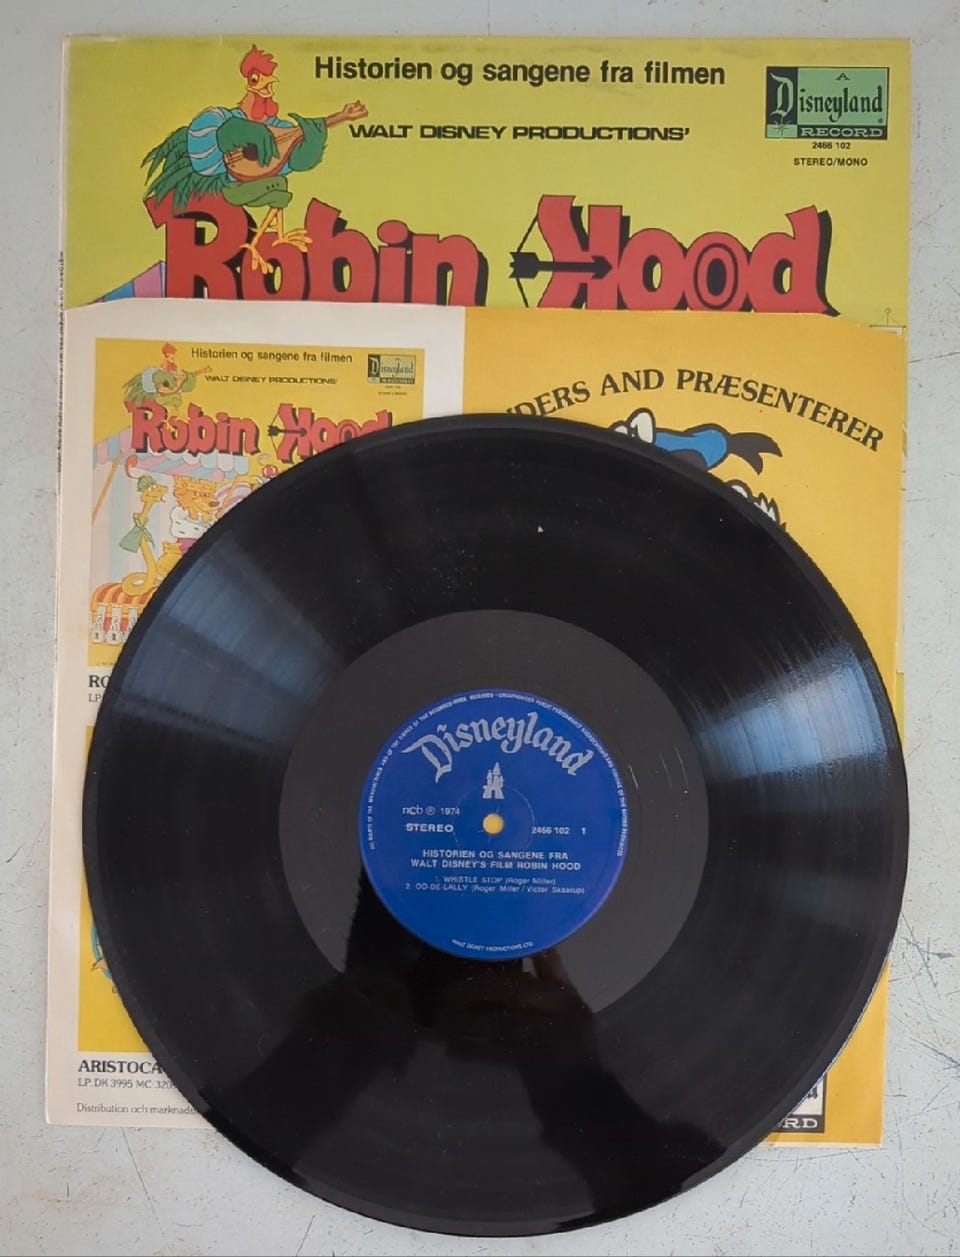 Historien og sangene fra filmen
WALT DISNEY PRODUCTIONS'
A
Disneyland
RECORD
2466 102
STEREO/MONO
Robin Hood
Historien og sangene fra filmen
WALT DISNEY PRODUCTIONS'
Disneyland
Robin Hood
AND PRÆSENTERER
RO
LP
ARISTOCA
LP: DK 3995 MC 320
Distribution och marknads
RD
Disneyland
ncb ℗ 1974
STEREO
2466 102 1
HISTORIEN OG SANGENE FRA
WALT DISNEY'S FILM ROBIN HOOD
1. WHISTLE STOP (Roger Miller)
2. OO-DE-LALLY (Roger Miller / Victor Skaarup)
WALT DISNEY PRODUCTIONS LTD.